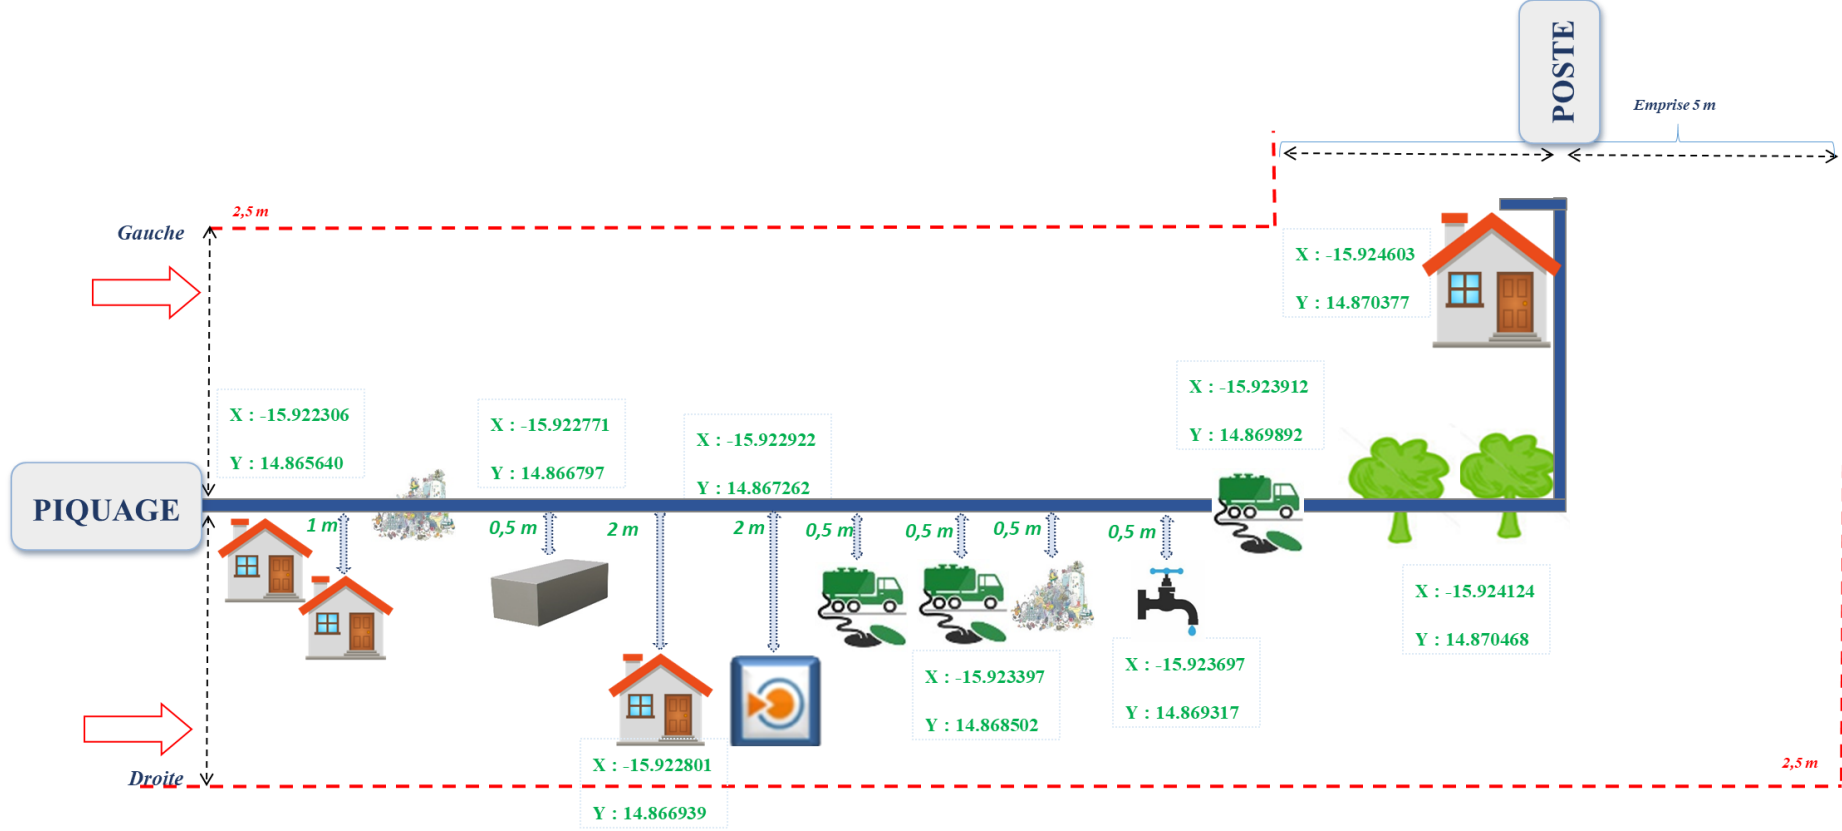 POSTE
Emprise 5 m
2,5 m
Gauche
X : -15.924603
Y : 14.870377
X : -15.923912
Y : 14.869892
X : -15.922306
Y : 14.865640
X : -15.922771
Y : 14.866797
X : -15.922922
Y : 14.867262
PIQUAGE
1 m
0,5 m
2 m
2 m
0,5 m
0,5 m
0,5 m
0,5 m
X : -15.924124
Y : 14.870468
X : -15.923397
Y : 14.868502
X : -15.923697
Y : 14.869317
X : -15.922801
Y : 14.866939
Droite
2,5 m